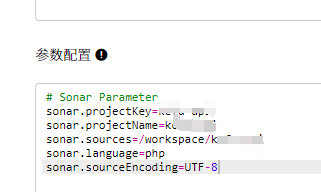 参数配置
# Sonar Parameter
sonar.projectKey=
sonar.projectName=
sonar.sources=/workspace/
sonar.language=php
sonar.sourceEncoding=UTF-8